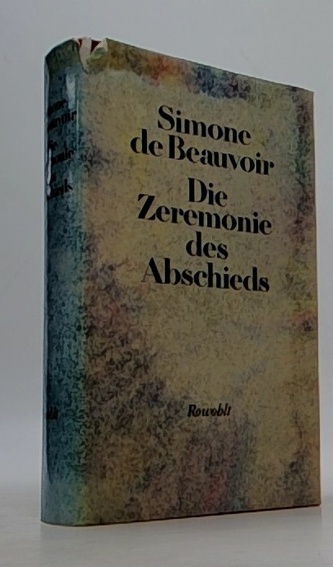 Simone
de Beauvoir
Die
Zeremonie
des
Abschieds
Rowohlt